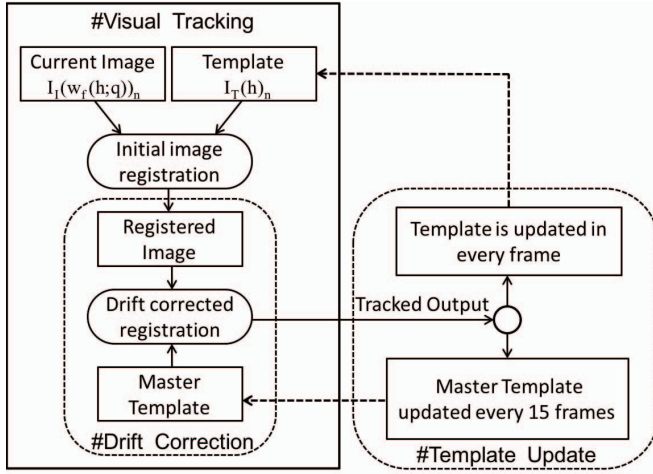 #Visual Tracking
Current Image
I_I(w_f(h;q))_n
Template
I_T(h)_n
Initial image
registration
Registered
Image
Drift corrected
registration
Master
Template
#Drift Correction
Tracked Output
Template is updated in
every frame
Master Template
updated every 15 frames
#Template Update